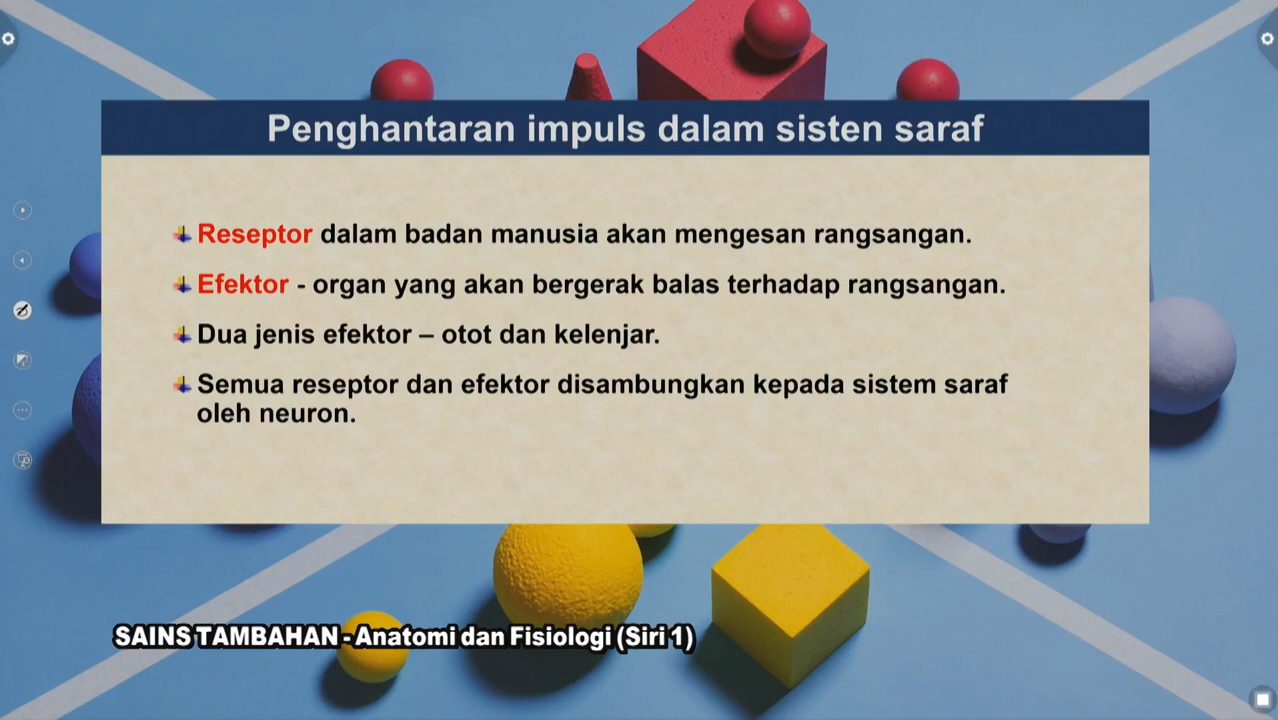 Penghantaran impuls dalam sisten saraf
Reseptor dalam badan manusia akan mengesan rangsangan.
Efektor - organ yang akan bergerak balas terhadap rangsangan.
Dua jenis efektor – otot dan kelenjar.
Semua reseptor dan efektor disambungkan kepada sistem saraf
oleh neuron.
SAINS TAMBAHAN - Anatomi dan Fisiologi (Siri 1)